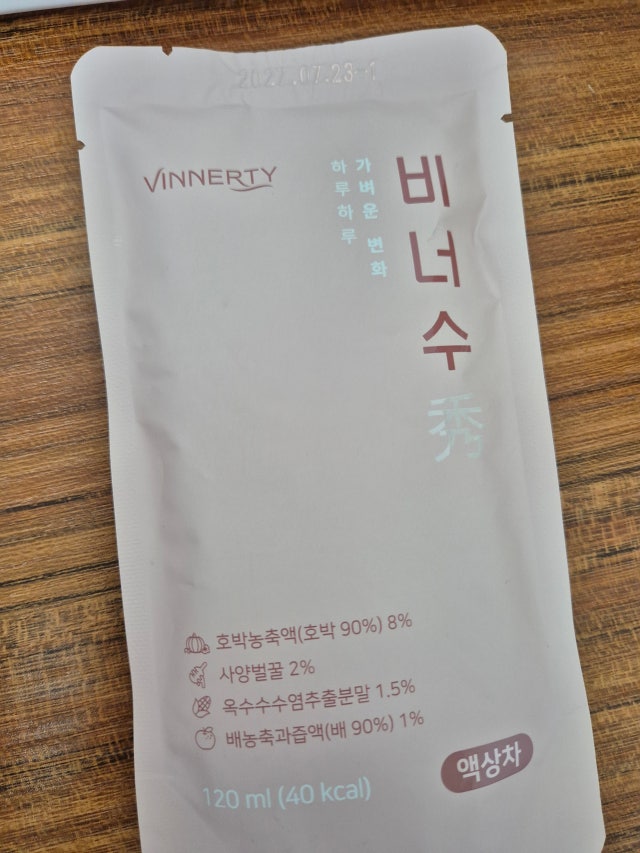 2027.07.23-1
VINNERTY
가벼운 변화
하루하루
비너수
秀
호박농축액(호박 90%) 8%
사양벌꿀 2%
옥수수수염추출분말 1.5%
배농축과즙액(배 90%) 1%
120 ml (40 kcal)
액상차